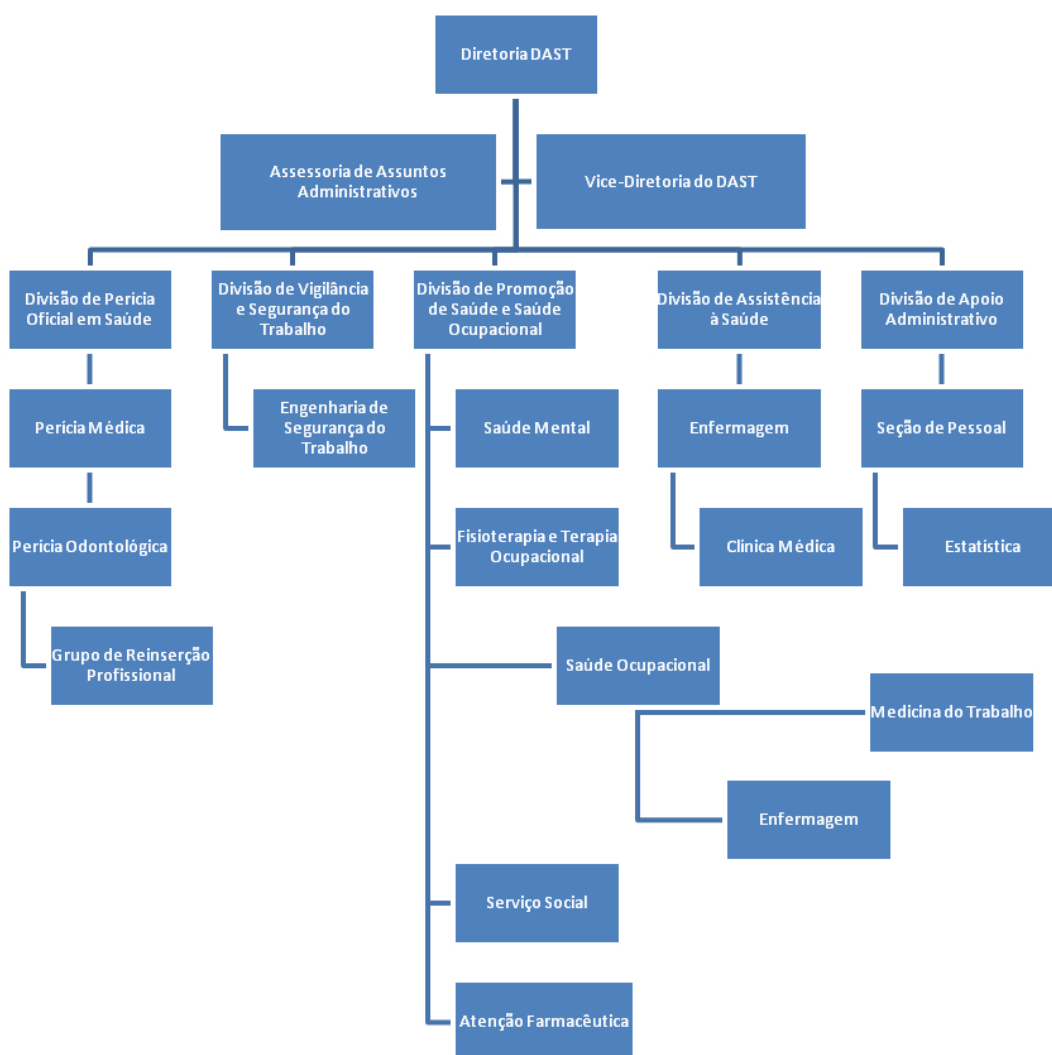 Diretoria DAST
Assessoria de Assuntos
Administrativos
Vice-Diretoria do DAST
Divisão de Perícia
Oficial em Saúde
Divisão de Vigilância
e Segurança do
Trabalho
Divisão de Promoção
de Saúde e Saúde
Ocupacional
Divisão de Assistência
à Saúde
Divisão de Apoio
Administrativo
Perícia Médica
Engenharia de
Segurança do
Trabalho
Saúde Mental
Enfermagem
Seção de Pessoal
Perícia Odontológica
Fisioterapia e Terapia
Ocupacional
Clínica Médica
Estatística
Grupo de Reinserção
Profissional
Saúde Ocupacional
Medicina do Trabalho
Enfermagem
Serviço Social
Atenção Farmacêutica